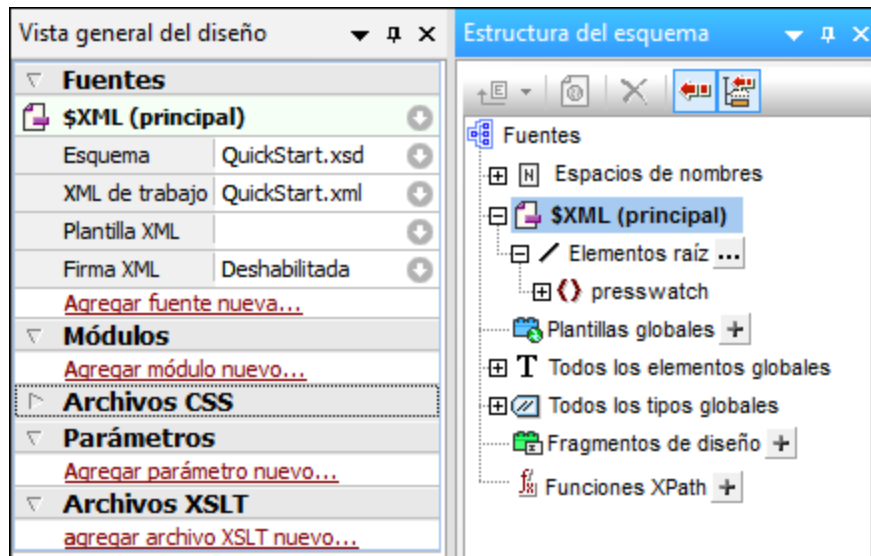 Vista general del diseño
Fuentes
$XML (principal)
Esquema QuickStart.xsd
XML de trabajo QuickStart.xml
Plantilla XML
Firma XML Deshabilitada
Agregar fuente nueva...
Módulos
Agregar módulo nuevo...
Archivos CSS
Parámetros
Agregar parámetro nuevo...
Archivos XSLT
agregar archivo XSLT nuevo...
Estructura del esquema
Fuentes
Espacios de nombres
$XML (principal)
Elementos raíz ...
presswatch
Plantillas globales
Todos los elementos globales
Todos los tipos globales
Fragmentos de diseño
Funciones XPath